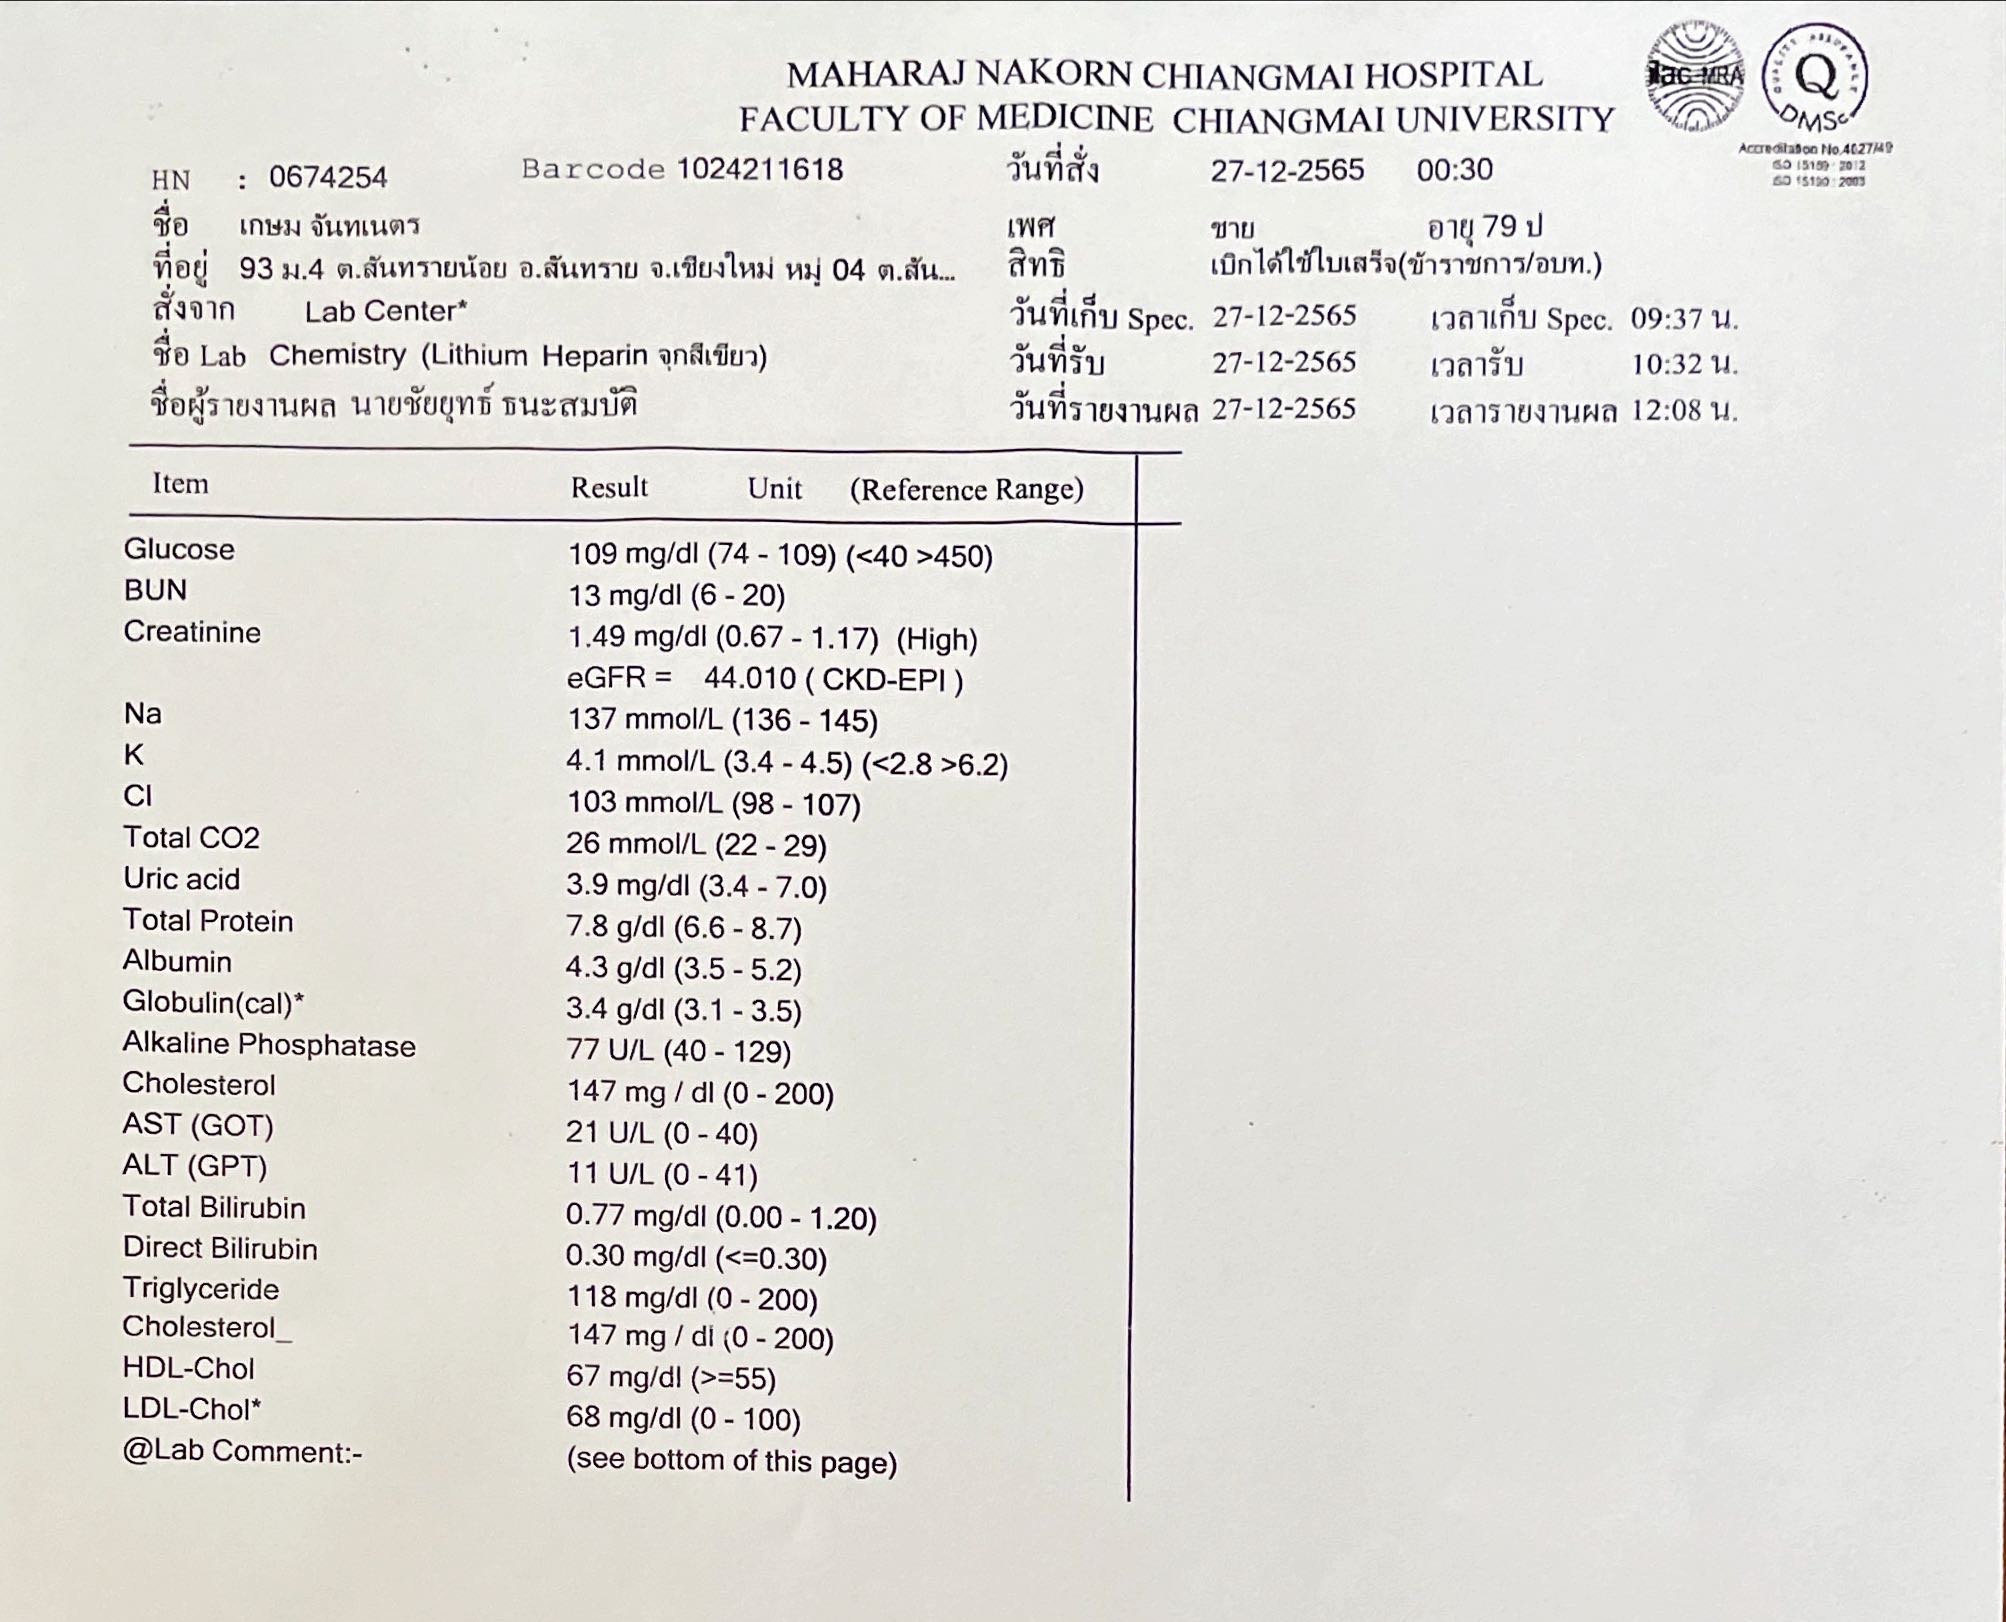 MAHARAJ NAKORN CHIANGMAI HOSPITAL
FACULTY OF MEDICINE CHIANGMAI UNIVERSITY
ilac-MRA
QUALITY ASSURANCE
Q
DMSc
Accreditation No.4027/49
ISO 15189 : 2012
ISO 15190 : 2003
HN : 0674254 Barcode 1024211618 วันที่สั่ง 27-12-2565 00:30
ชื่อ เกษม จันทเนตร เพศ ชาย อายุ 79 ป
ที่อยู่ 93 ม.4 ต.สันทรายน้อย อ.สันทราย จ.เชียงใหม่ หมู่ 04 ต.สัน... สิทธิ เบิกได้ใช้ใบเสร็จ(ข้าราชการ/อบท.)
สั่งจาก Lab Center* วันที่เก็บ Spec. 27-12-2565 เวลาเก็บ Spec. 09:37 น.
ชื่อ Lab Chemistry (Lithium Heparin จุกสีเขียว) วันที่รับ 27-12-2565 เวลารับ 10:32 น.
ชื่อผู้รายงานผล นายชัยยุทธ์ ธนะสมบัติ วันที่รายงานผล 27-12-2565 เวลารายงานผล 12:08 น.
Item Result Unit (Reference Range)
Glucose 109 mg/dl (74 - 109) (<40 >450)
BUN 13 mg/dl (6 - 20)
Creatinine 1.49 mg/dl (0.67 - 1.17) (High)
eGFR = 44.010 ( CKD-EPI )
Na 137 mmol/L (136 - 145)
K 4.1 mmol/L (3.4 - 4.5) (<2.8 >6.2)
Cl 103 mmol/L (98 - 107)
Total CO2 26 mmol/L (22 - 29)
Uric acid 3.9 mg/dl (3.4 - 7.0)
Total Protein 7.8 g/dl (6.6 - 8.7)
Albumin 4.3 g/dl (3.5 - 5.2)
Globulin(cal)* 3.4 g/dl (3.1 - 3.5)
Alkaline Phosphatase 77 U/L (40 - 129)
Cholesterol 147 mg / dl (0 - 200)
AST (GOT) 21 U/L (0 - 40)
ALT (GPT) 11 U/L (0 - 41)
Total Bilirubin 0.77 mg/dl (0.00 - 1.20)
Direct Bilirubin 0.30 mg/dl (<=0.30)
Triglyceride 118 mg/dl (0 - 200)
Cholesterol_ 147 mg / dl (0 - 200)
HDL-Chol 67 mg/dl (>=55)
LDL-Chol* 68 mg/dl (0 - 100)
@Lab Comment:- (see bottom of this page)